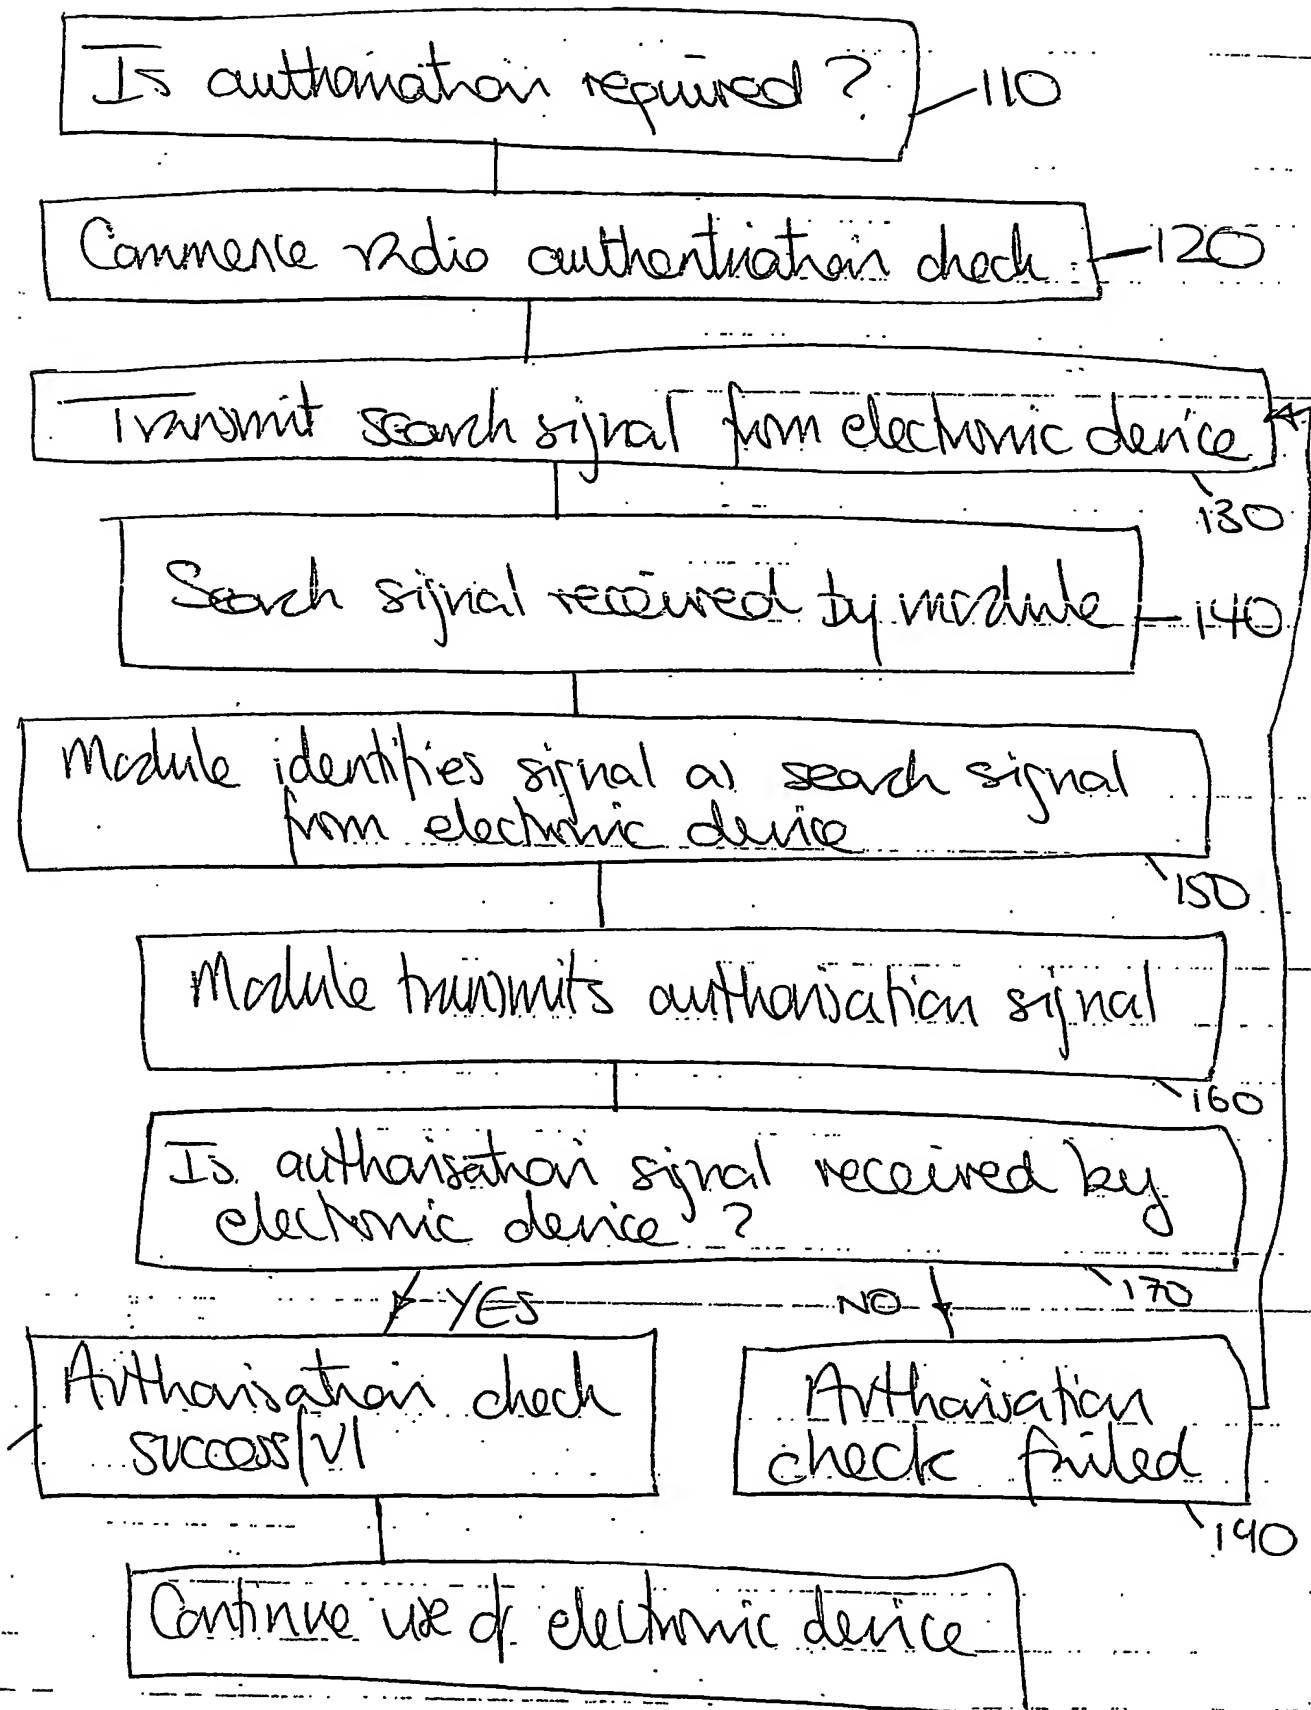 Is authorisation required? 110
Commence radio authentication check 120
Transmit search signal from electronic device
130
Search signal received by module 140
Module identifies signal as search signal
from electronic device
150
Module transmits authorisation signal
160
Is authorisation signal received by
electronic device?
170
YES NO
Authorisation check
successful
Authorisation
check failed
190
Continue use of electronic device